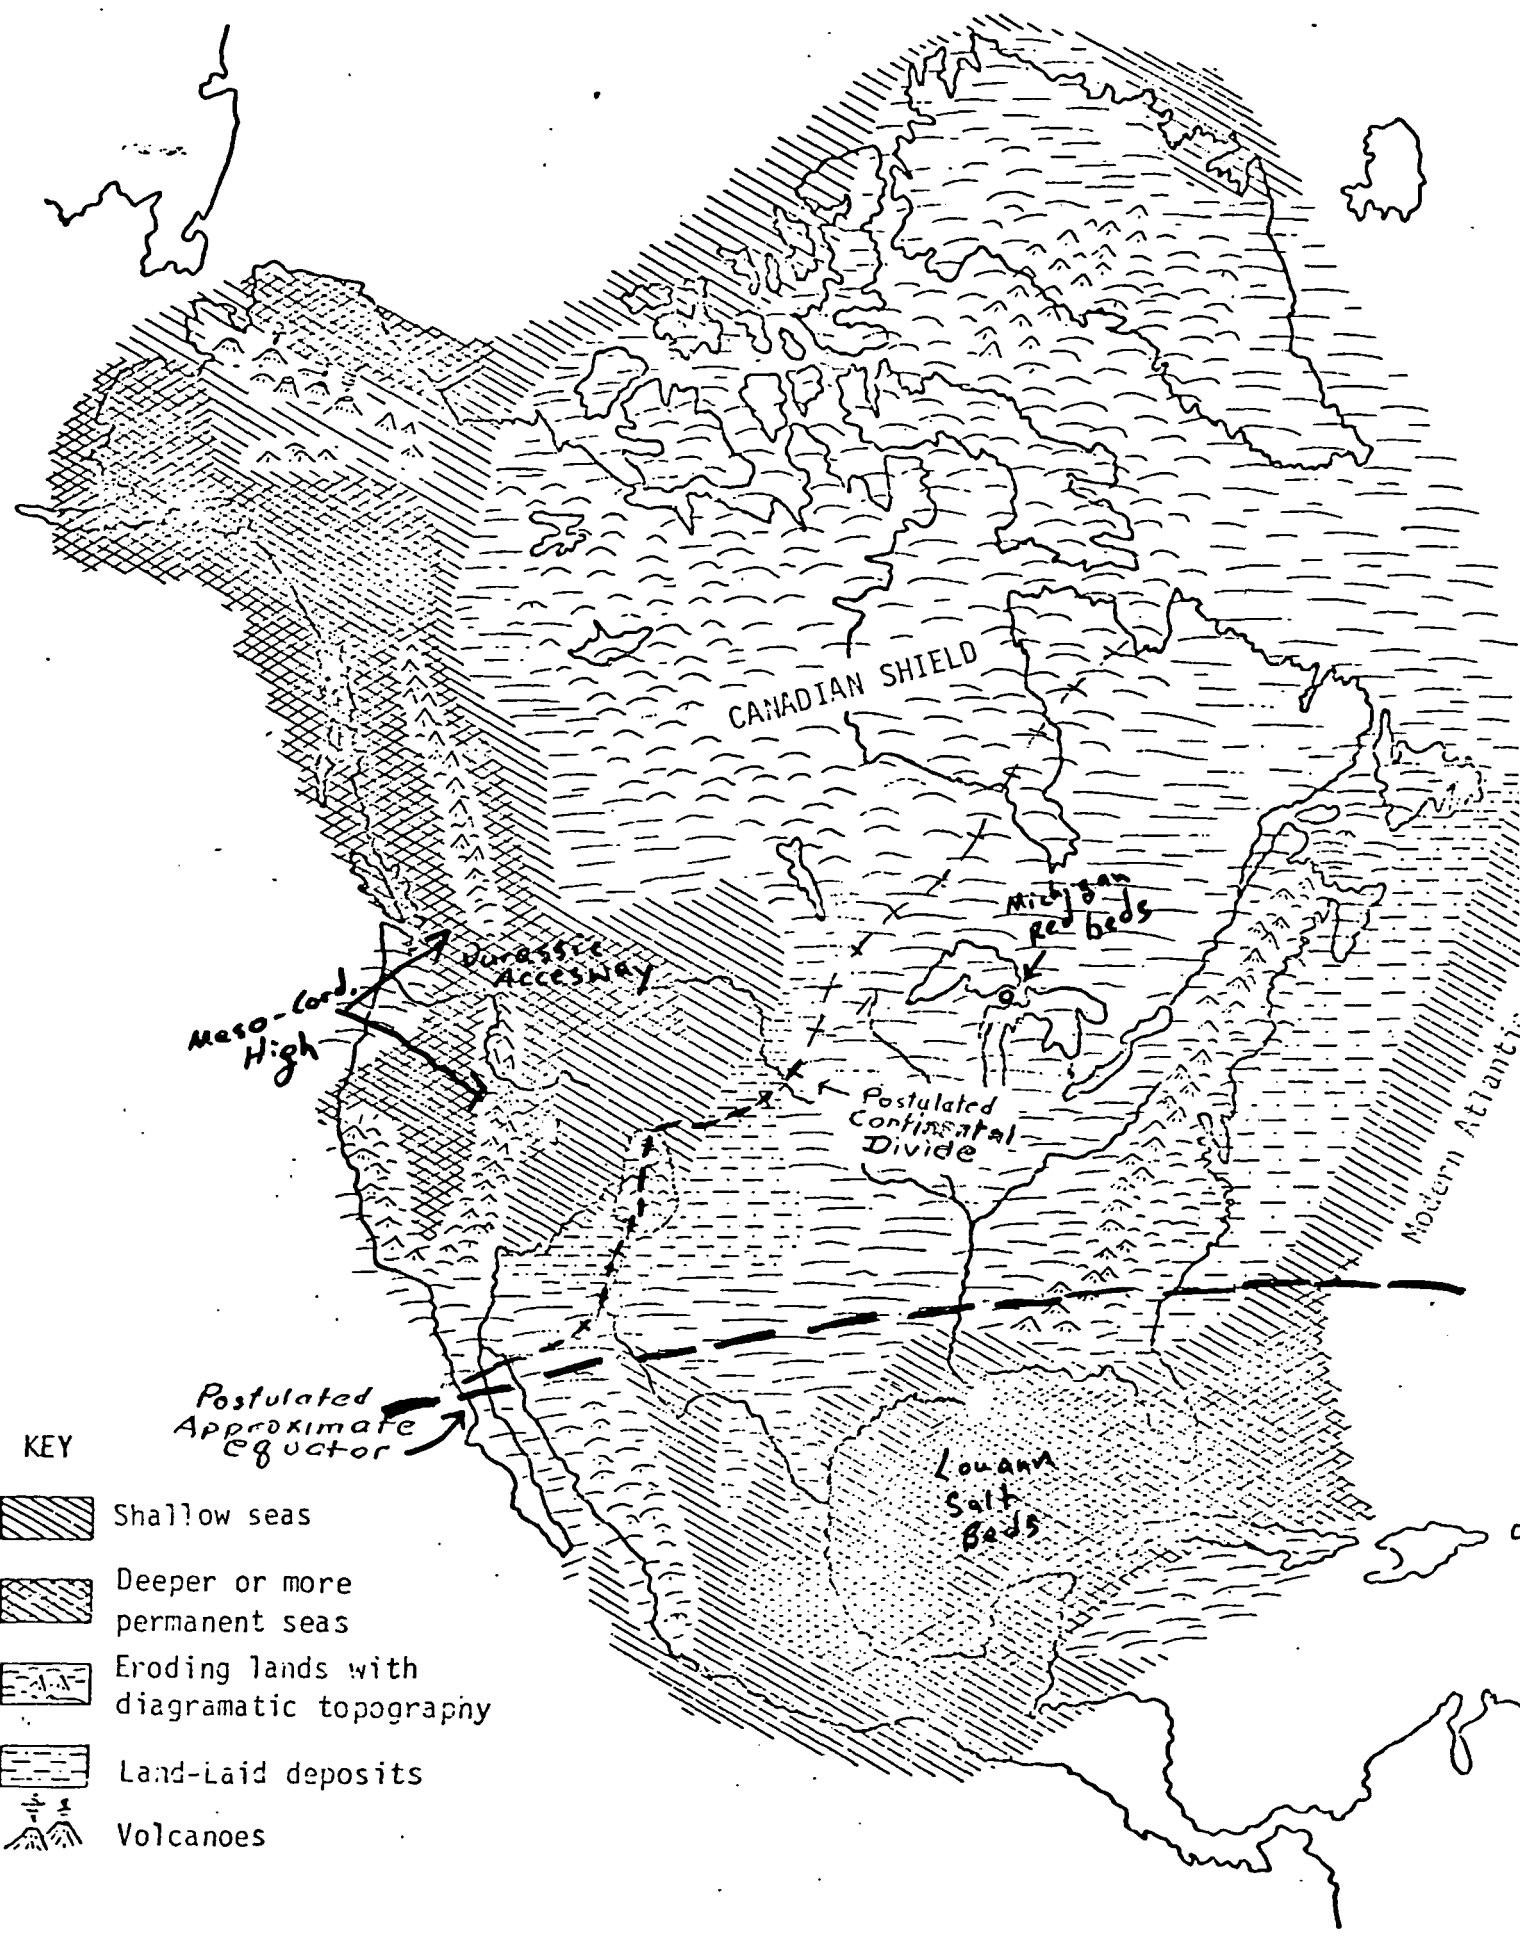 CANADIAN SHIELD
Michigan
Red beds
Jurassic
Accesway
Meso-Cord.
High
Postulated
Continental
Divide
Modern Atlantic
Postulated
Approximate
equator
Louann
Salt
Beds
KEY
Shallow seas
Deeper or more
permanent seas
Eroding lands with
diagramatic topography
Land-Laid deposits
Volcanoes